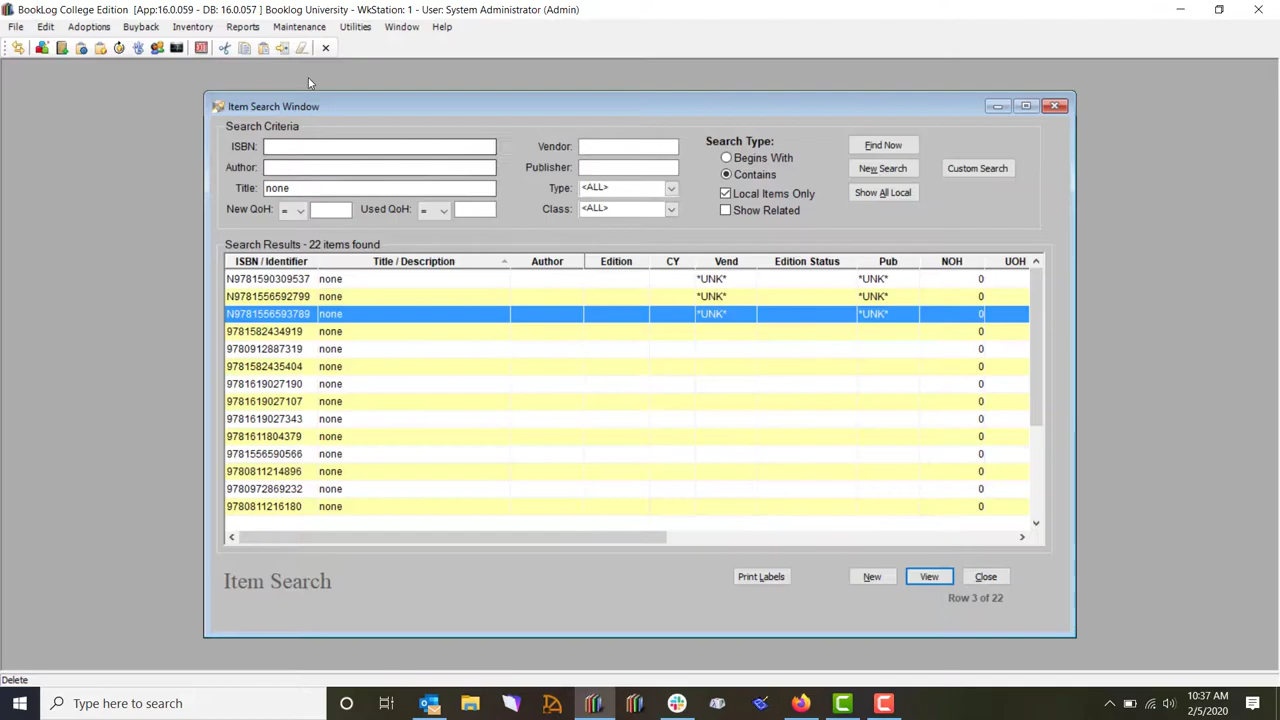 BookLog College Edition [App:16.0.059 - DB: 16.0.057 ] Booklog University - WkStation: 1 - User: System Administrator (Admin)
File Edit Adoptions Buyback Inventory Reports Maintenance Utilities Window Help
Item Search Window
Search Criteria
ISBN: Vendor: Search Type: Find Now
Begins With
Author: Publisher: New Search Custom Search
Contains
Title: none Type: <ALL> Local Items Only Show All Local
New QoH: = Used QoH: = Class: <ALL> Show Related
Search Results - 22 items found
ISBN / Identifier Title / Description Author Edition CY Vend Edition Status Pub NOH UOH
N9781590309537 none *UNK* *UNK* 0
N9781556592799 none *UNK* *UNK* 0
N9781556593789 none *UNK* *UNK* 0
9781582434919 none 0
9780912887319 none 0
9781582435404 none 0
9781619027190 none 0
9781619027107 none 0
9781619027343 none 0
9781611804379 none 0
9781556590566 none 0
9780811214896 none 0
9780972869232 none 0
9780811216180 none 0
Item Search Print Labels New View Close
Row 3 of 22
Delete
Type here to search
10:37 AM
2/5/2020